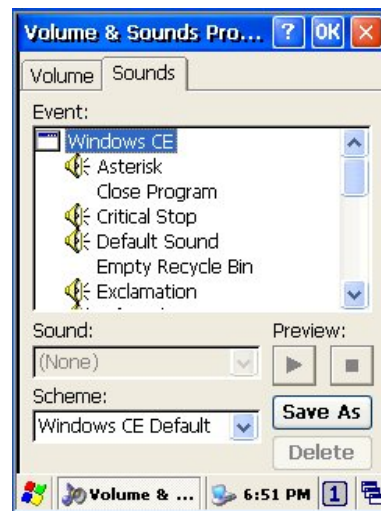 Volume & Sounds Pro... ? OK
Volume Sounds
Event:
Windows CE
Asterisk
Close Program
Critical Stop
Default Sound
Empty Recycle Bin
Exclamation
Sound: Preview:
(None)
Scheme:
Windows CE Default Save As
Delete
Volume & ... 6:51 PM 1